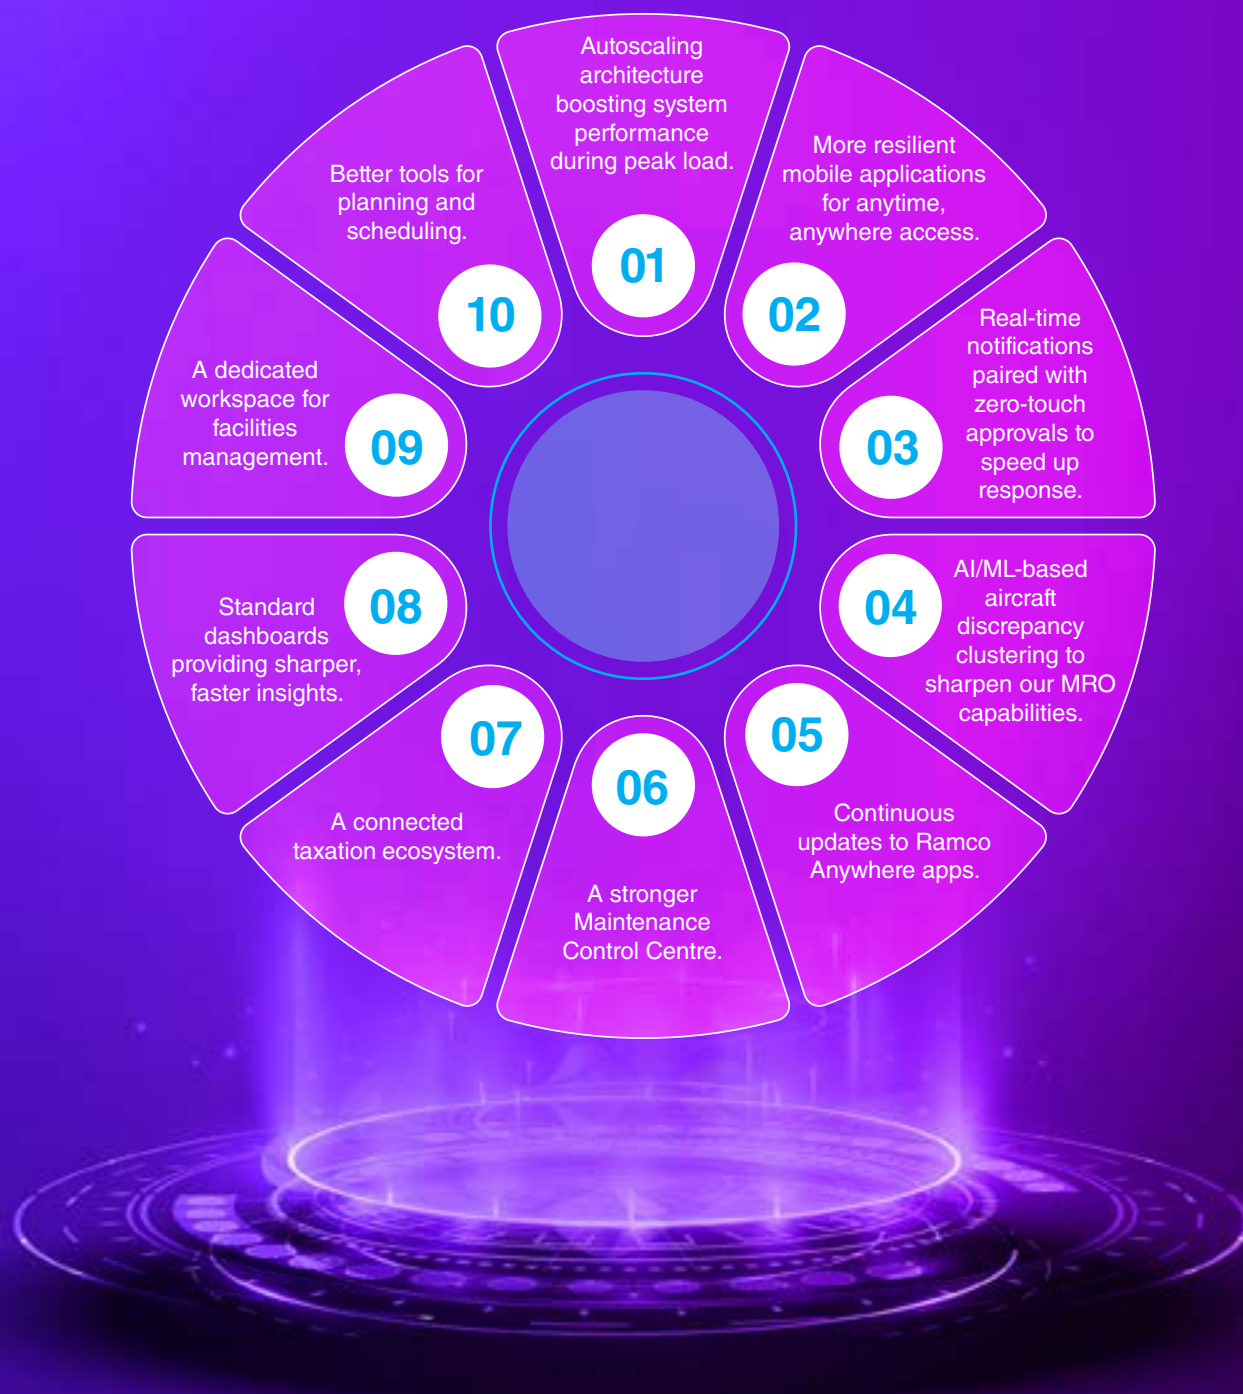 Autoscaling
architecture
boosting system
performance
during peak load.
01
More resilient
mobile applications
for anytime,
anywhere access.
02
Real-time
notifications
paired with
zero-touch
approvals to
speed up
response.
03
AI/ML-based
aircraft
discrepancy
clustering to
sharpen our MRO
capabilities.
04
05
Continuous
updates to Ramco
Anywhere apps.
06
A stronger
Maintenance
Control Centre.
07
A connected
taxation ecosystem.
08
Standard
dashboards
providing sharper,
faster insights.
09
A dedicated
workspace for
facilities
management.
10
Better tools for
planning and
scheduling.